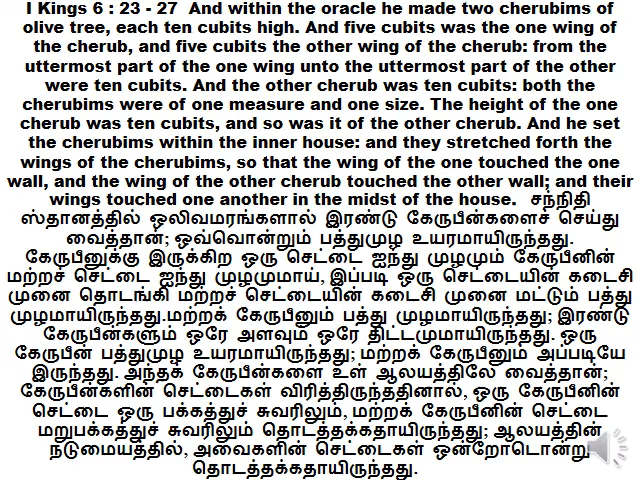 I Kings 6 : 23 - 27  And within the oracle he made two cherubims of
olive tree, each ten cubits high. And five cubits was the one wing of
the cherub, and five cubits the other wing of the cherub: from the
uttermost part of the one wing unto the uttermost part of the other
were ten cubits. And the other cherub was ten cubits: both the
cherubims were of one measure and one size. The height of the one
cherub was ten cubits, and so was it of the other cherub. And he set
the cherubims within the inner house: and they stretched forth the
wings of the cherubims, so that the wing of the one touched the one
wall, and the wing of the other cherub touched the other wall; and their
wings touched one another in the midst of the house.  சந்நிதி
ஸ்தானத்தில் ஒலிவமரங்களால் இரண்டு கேருபீன்களைச் செய்து
வைத்தான்; ஒவ்வொன்றும் பத்துமுழ உயரமாயிருந்தது.
கேருபீனுக்கு இருக்கிற ஒரு செட்டை ஐந்து முழமும் கேருபீனின்
மற்றச் செட்டை ஐந்து முழமுமாய், இப்படி ஒரு செட்டையின் கடைசி
முனை தொடங்கி மற்றச் செட்டையின் கடைசி முனை மட்டும் பத்து
முழமாயிருந்தது.மற்றக் கேருபீனும் பத்து முழமாயிருந்தது; இரண்டு
கேருபீன்களும் ஒரே அளவும் ஒரே திட்டமுமாயிருந்தது. ஒரு
கேருபீன் பத்துமுழ உயரமாயிருந்தது; மற்றக் கேருபீனும் அப்படியே
இருந்தது. அந்தக் கேருபீன்களை உள் ஆலயத்திலே வைத்தான்;
கேருபீன்களின் செட்டைகள் விரித்திருந்ததினால், ஒரு கேருபீனின்
செட்டை ஒரு பக்கத்துச் சுவரிலும், மற்றக் கேருபீனின் செட்டை
மறுபக்கத்துச் சுவரிலும் தொடத்தக்கதாயிருந்தது; ஆலயத்தின்
நடுமையத்தில், அவைகளின் செட்டைகள் ஒன்றோடொன்று
தொடத்தக்கதாயிருந்தது.